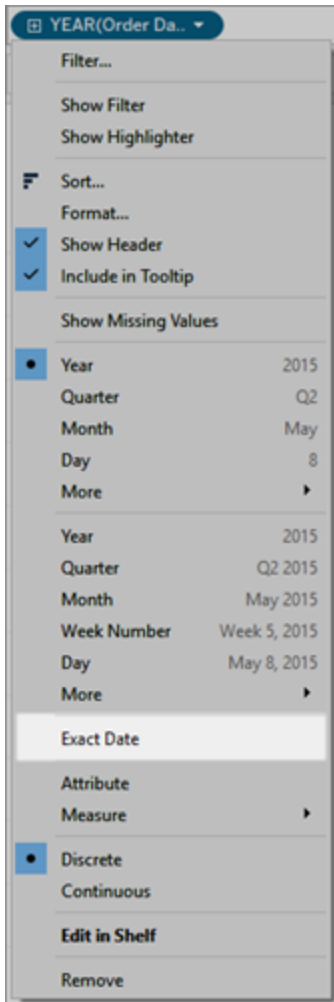 YEAR(Order Da..
Filter...
Show Filter
Show Highlighter
Sort...
Format...
Show Header
Include in Tooltip
Show Missing Values
Year 2015
Quarter Q2
Month May
Day 8
More
Year 2015
Quarter Q2 2015
Month May 2015
Week Number Week 5, 2015
Day May 8, 2015
More
Exact Date
Attribute
Measure
Discrete
Continuous
Edit in Shelf
Remove